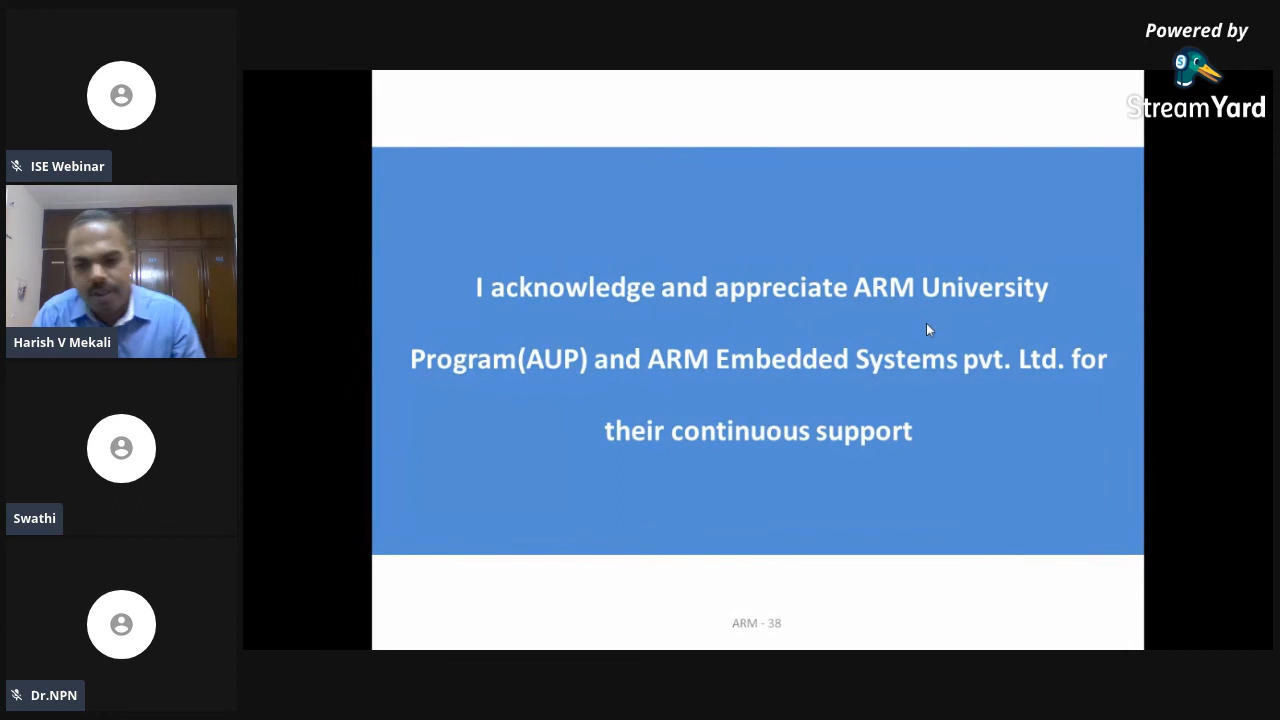 Powered by
StreamYard
ISE Webinar
Harish V Mekali
Swathi
Dr.NPN
I acknowledge and appreciate ARM University
Program(AUP) and ARM Embedded Systems pvt. Ltd. for
their continuous support
ARM - 38